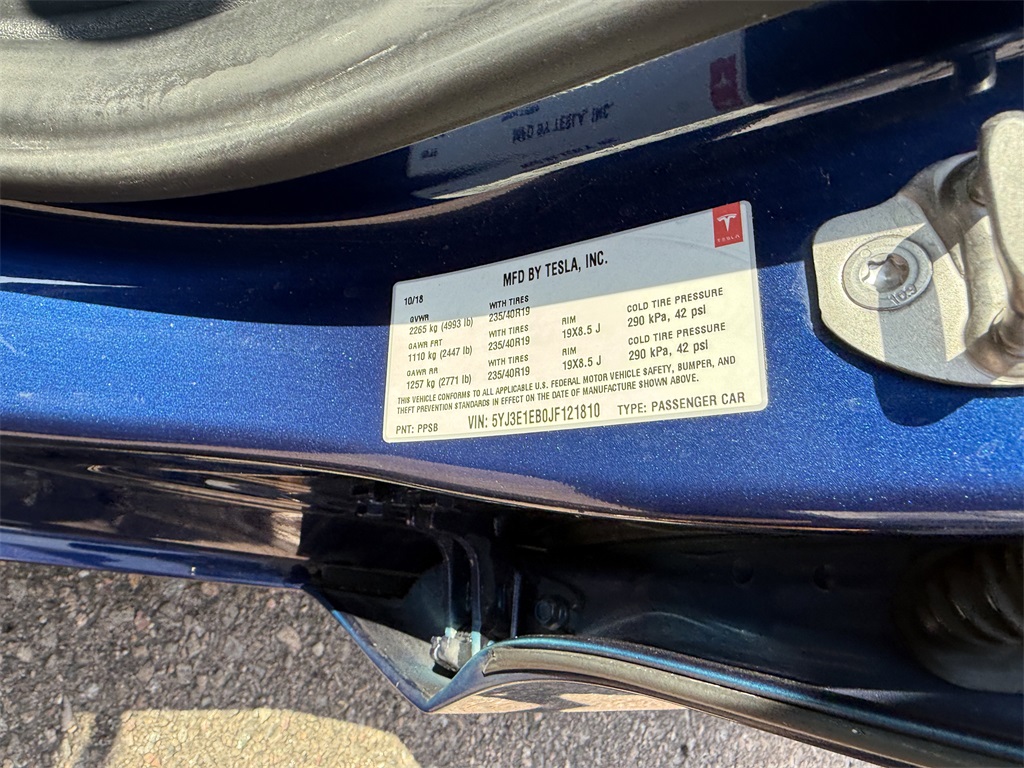 TESLA
MFD BY TESLA, INC.
10/18
GVWR WITH TIRES
2265 kg (4993 lb) 235/40R19 RIM COLD TIRE PRESSURE
GAWR FRT WITH TIRES 19X8.5 J 290 kPa, 42 psi
1110 kg (2447 lb) 235/40R19 RIM COLD TIRE PRESSURE
GAWR RR WITH TIRES 19X8.5 J 290 kPa, 42 psi
1257 kg (2771 lb) 235/40R19
THIS VEHICLE CONFORMS TO ALL APPLICABLE U.S. FEDERAL MOTOR VEHICLE SAFETY, BUMPER, AND
THEFT PREVENTION STANDARDS IN EFFECT ON THE DATE OF MANUFACTURE SHOWN ABOVE.
PNT: PPSB VIN: 5YJ3E1EB0JF121810 TYPE: PASSENGER CAR